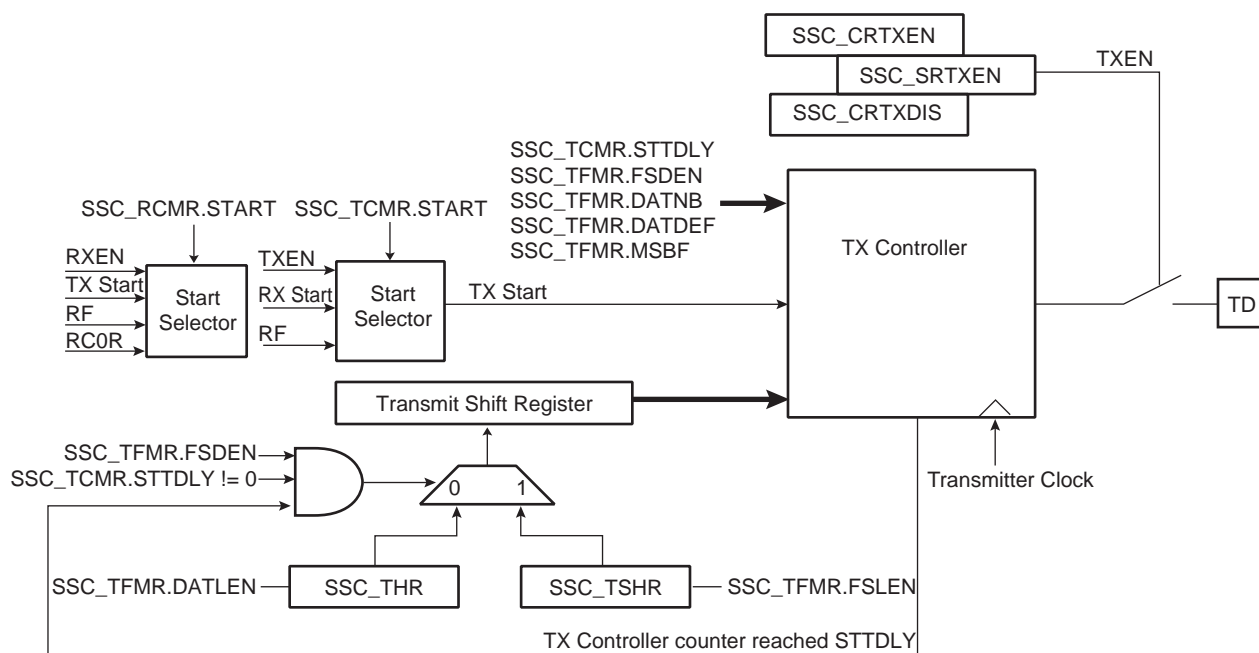 SSC_CRTXEN
SSC_SRTXEN
SSC_CRTXDIS
TXEN
SSC_TCMR.STTDLY
SSC_TFMR.FSDEN
SSC_TFMR.DATNB
SSC_TFMR.DATDEF
SSC_TFMR.MSBF
SSC_RCMR.START
SSC_TCMR.START
RXEN
TX Start
RF
RC0R
Start
Selector
TXEN
RX Start
RF
Start
Selector
TX Start
TX Controller
TD
Transmit Shift Register
SSC_TFMR.FSDEN
SSC_TCMR.STTDLY != 0
0
1
Transmitter Clock
SSC_TFMR.DATLEN
SSC_THR
SSC_TSHR
SSC_TFMR.FSLEN
TX Controller counter reached STTDLY